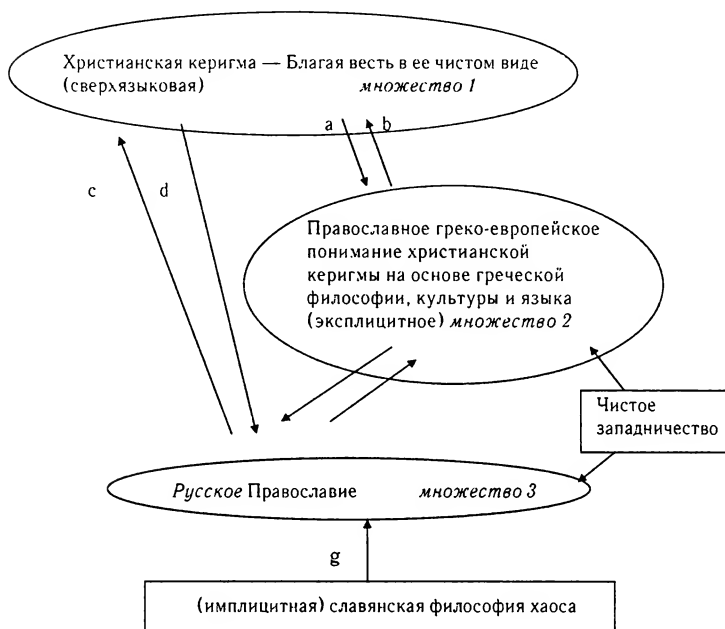 Христианская керигма — Благая весть в ее чистом виде
(сверхязыковая) множество 1
a b
c d
Православное греко-европейское
понимание христианской
керигмы на основе греческой
философии, культуры и языка
(эксплицитное) множество 2
Чистое
западничество
Русское Православие множество 3
g
(имплицитная) славянская философия хаоса